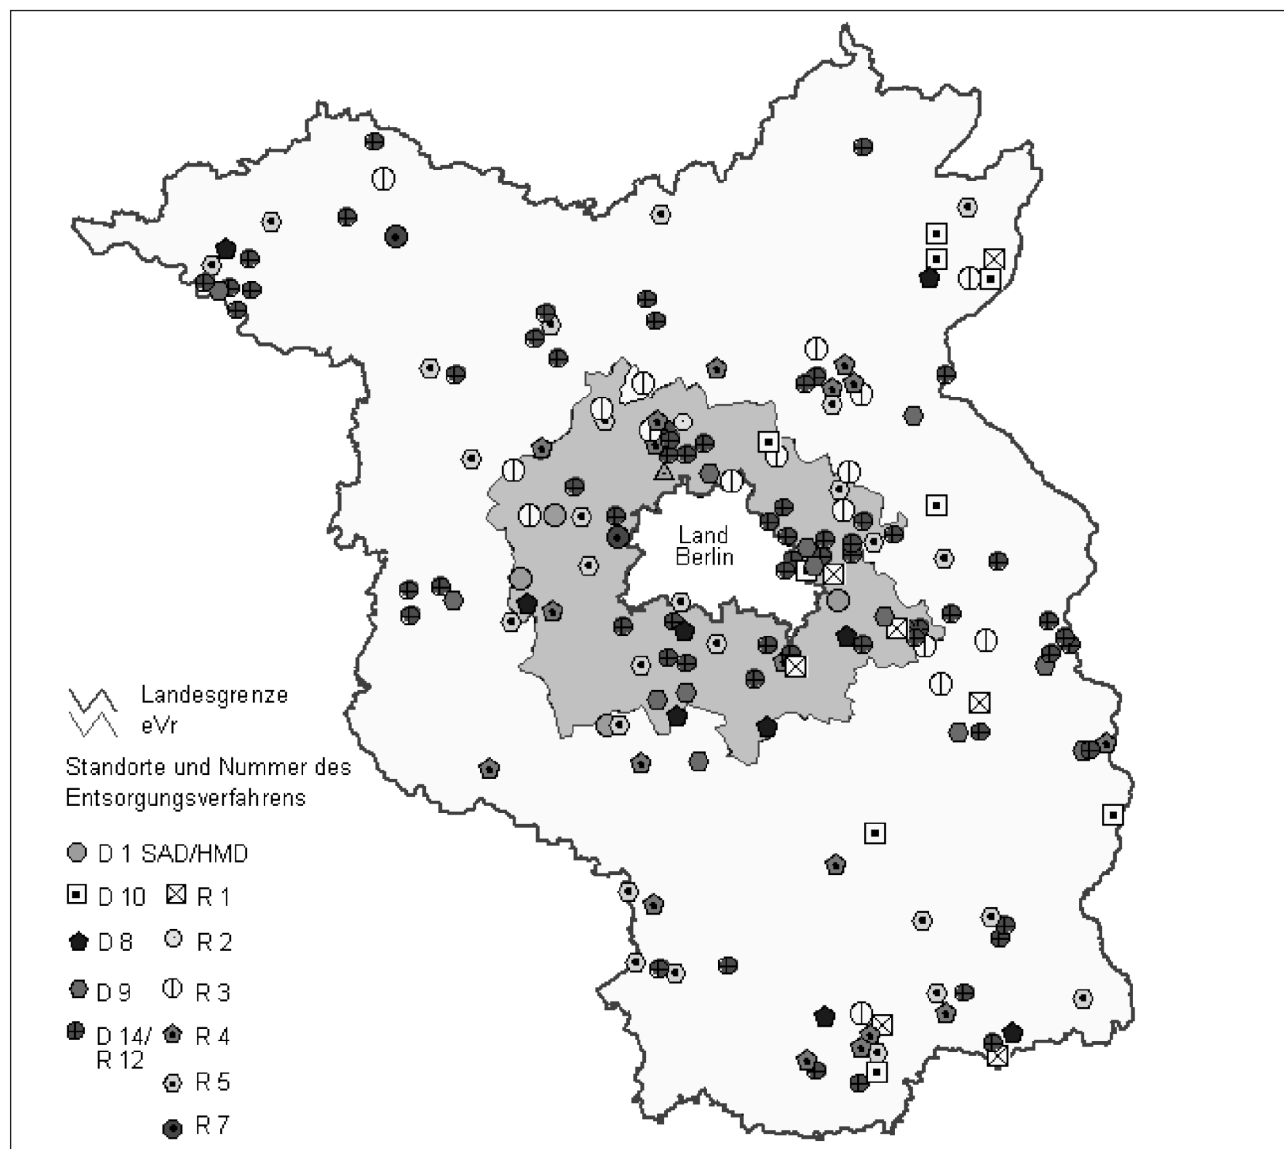 Land
Berlin
Landesgrenze
eVr
Standorte und Nummer des
Entsorgungsverfahrens
D 1 SAD/HMD
D 10 R 1
D 8 R 2
D 9 R 3
D 14/ R 4
R 12
R 5
R 7